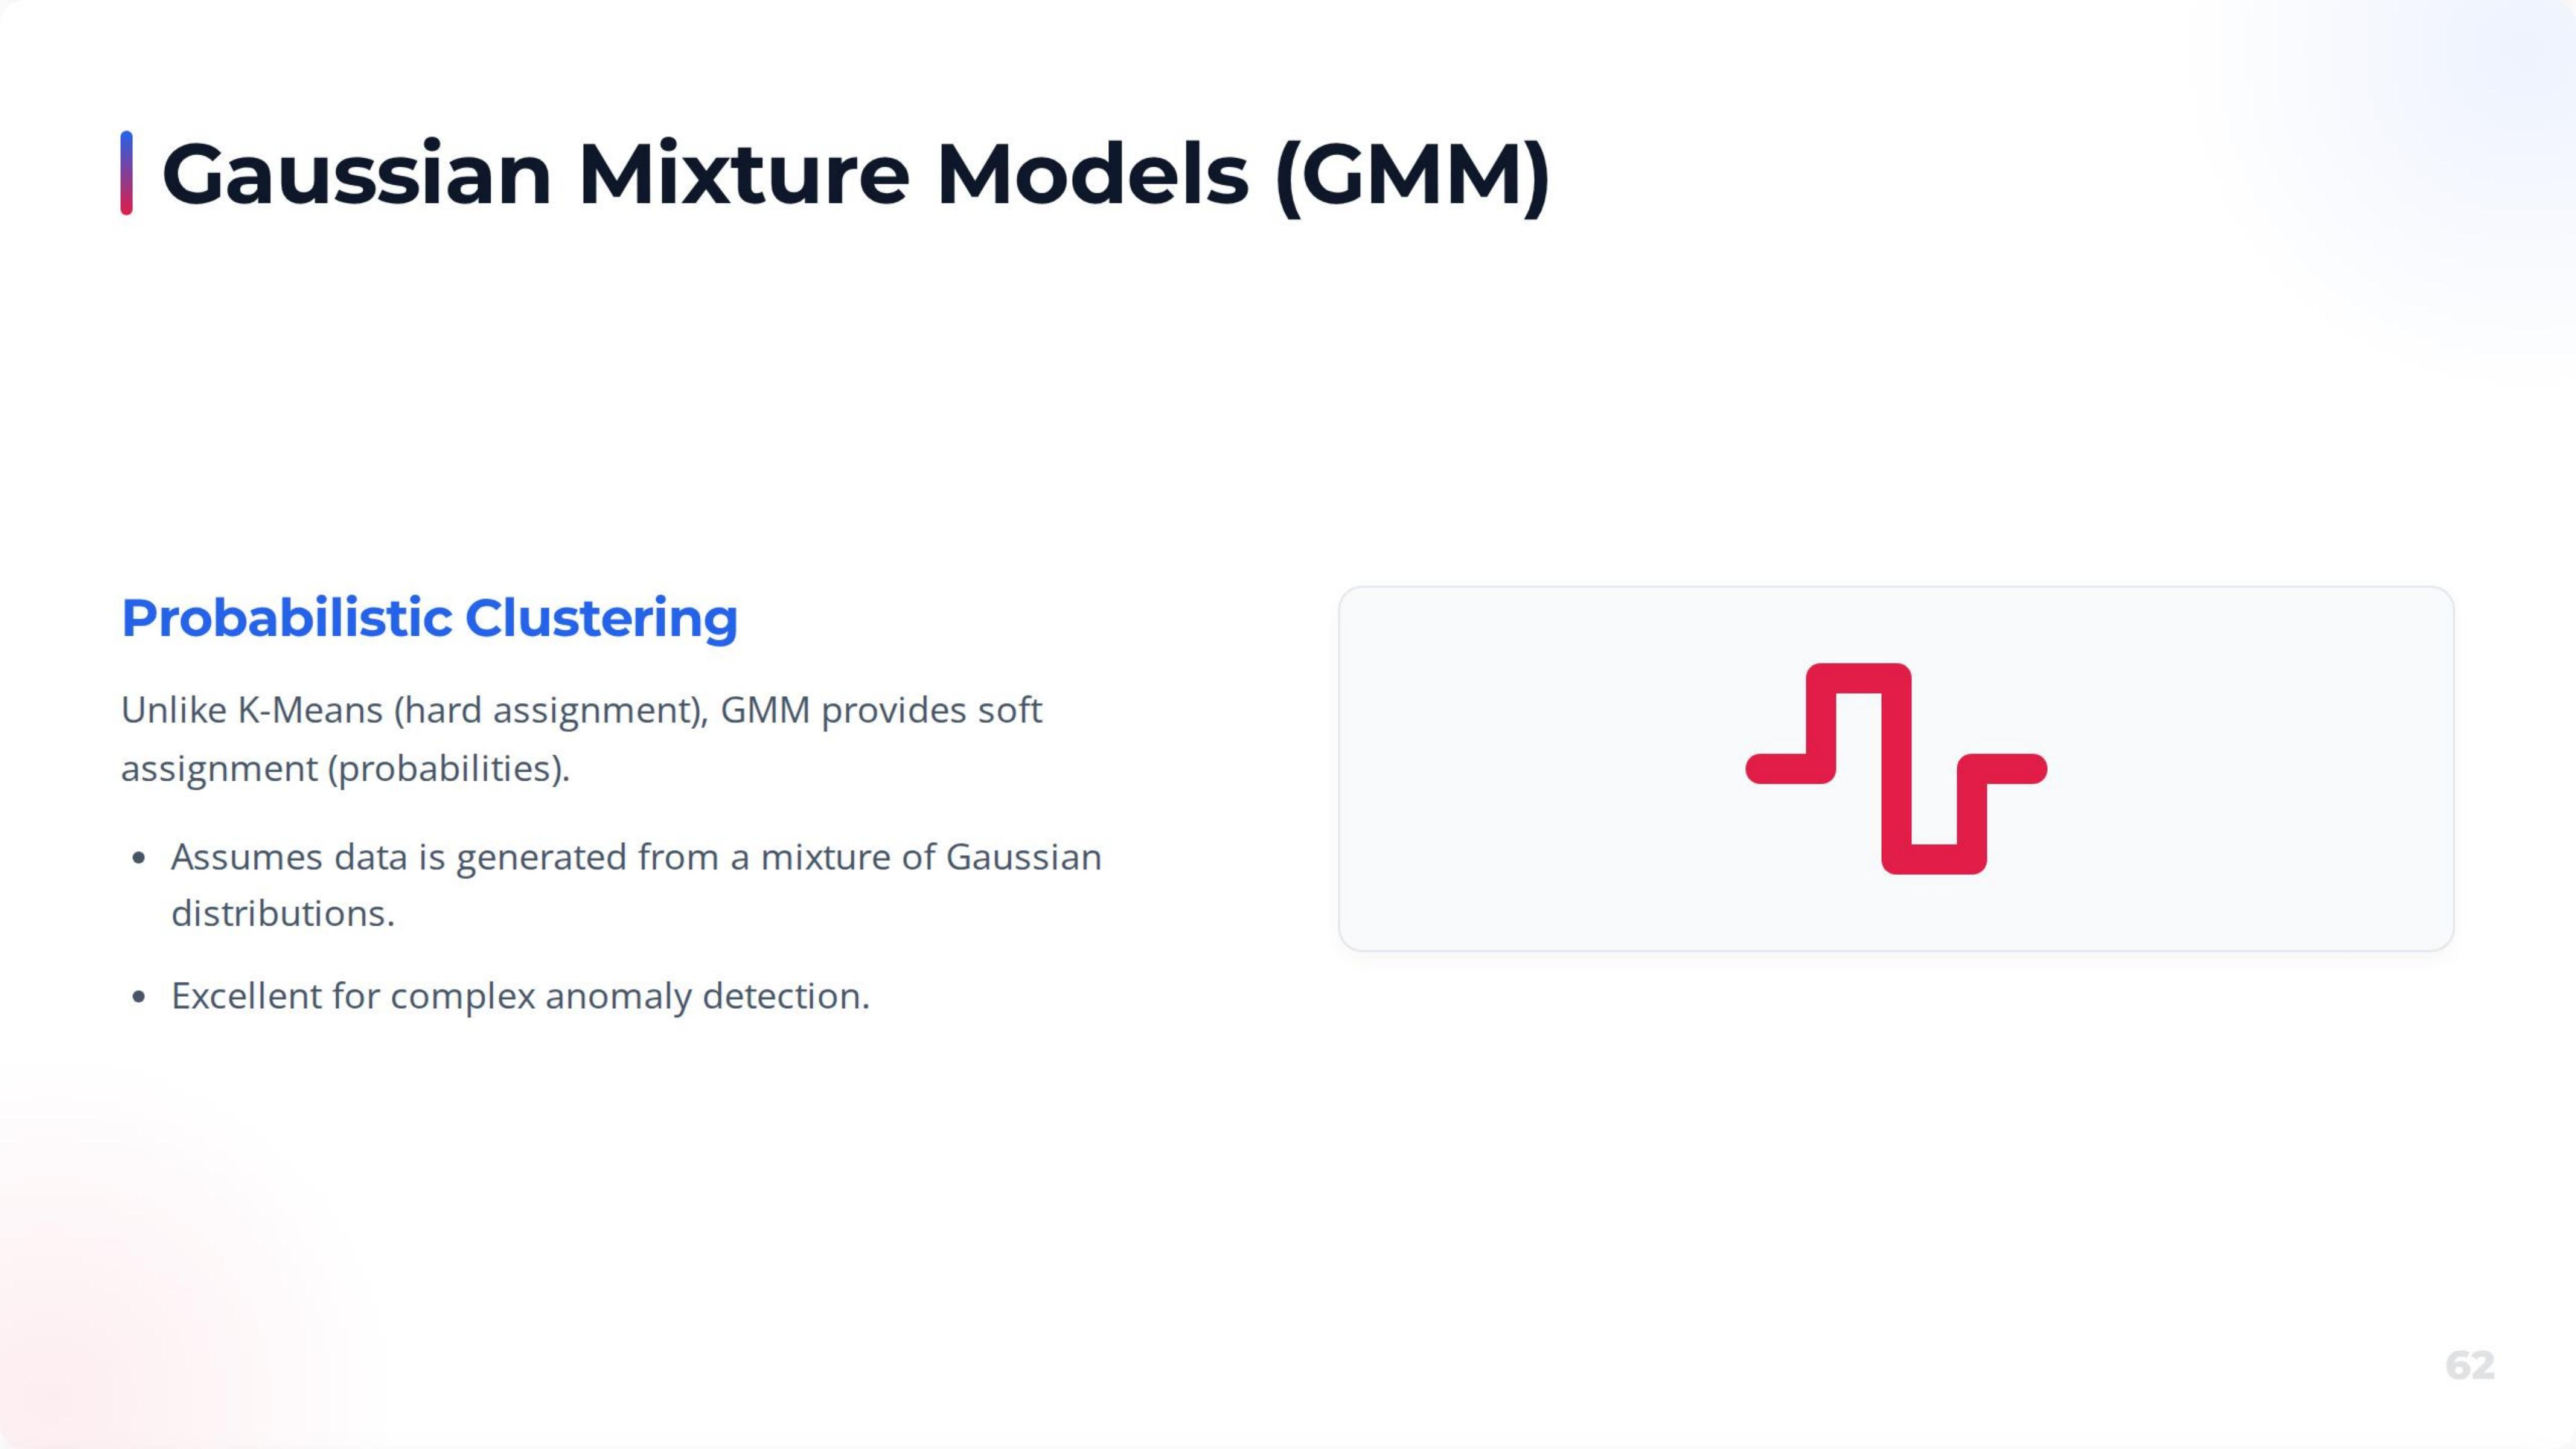 Gaussian Mixture Models (GMM)
Probabilistic Clustering
Unlike K-Means (hard assignment), GMM provides soft
assignment (probabilities).
• Assumes data is generated from a mixture of Gaussian
distributions.
• Excellent for complex anomaly detection.
62